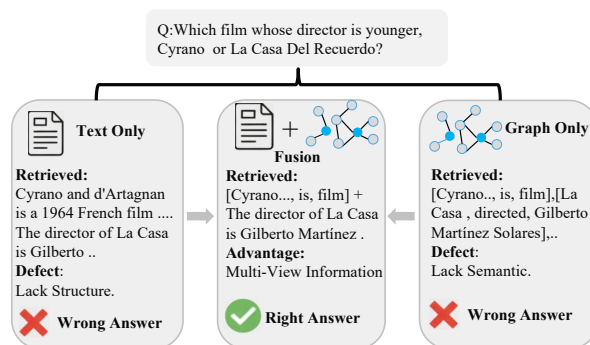 Q:Which film whose director is younger,
Cyrano or La Casa Del Recuerdo?
Text Only
Retrieved:
Cyrano and d'Artagnan
is a 1964 French film ....
The director of La Casa
is Gilberto ..
Defect:
Lack Structure.
Wrong Answer
+
Fusion
Retrieved:
[Cyrano..., is, film] +
The director of La Casa
is Gilberto Martínez .
Advantage:
Multi-View Information
Right Answer
Graph Only
Retrieved:
[Cyrano.., is, film],[La
Casa , directed, Gilberto
Martínez Solares],..
Defect:
Lack Semantic.
Wrong Answer